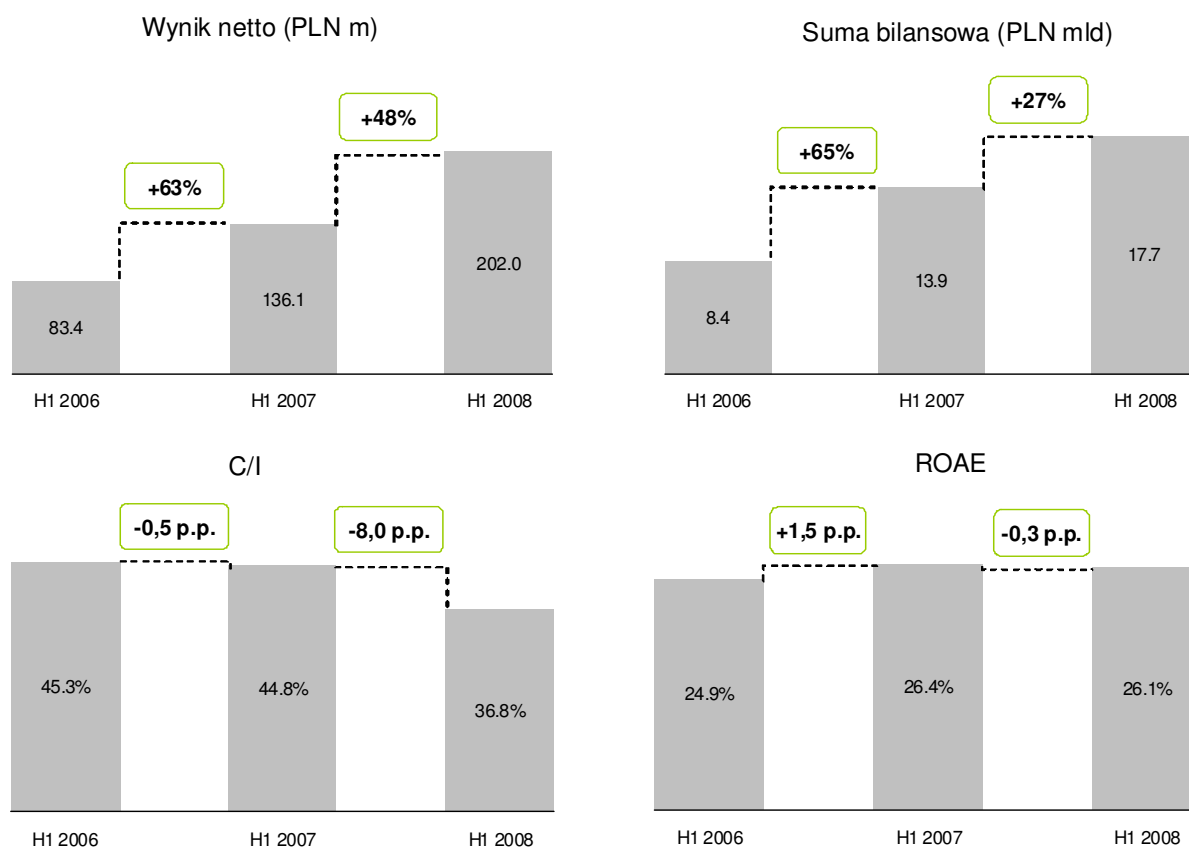 Wynik netto (PLN m)
+48%
+63%
202.0
136.1
83.4
H1 2006
H1 2007
H1 2008
Suma bilansowa (PLN mld)
+27%
+65%
17.7
13.9
8.4
H1 2006
H1 2007
H1 2008
C/I
-0,5 p.p.
-8,0 p.p.
45.3%
44.8%
36.8%
H1 2006
H1 2007
H1 2008
ROAE
+1,5 p.p.
-0,3 p.p.
24.9%
26.4%
26.1%
H1 2006
H1 2007
H1 2008